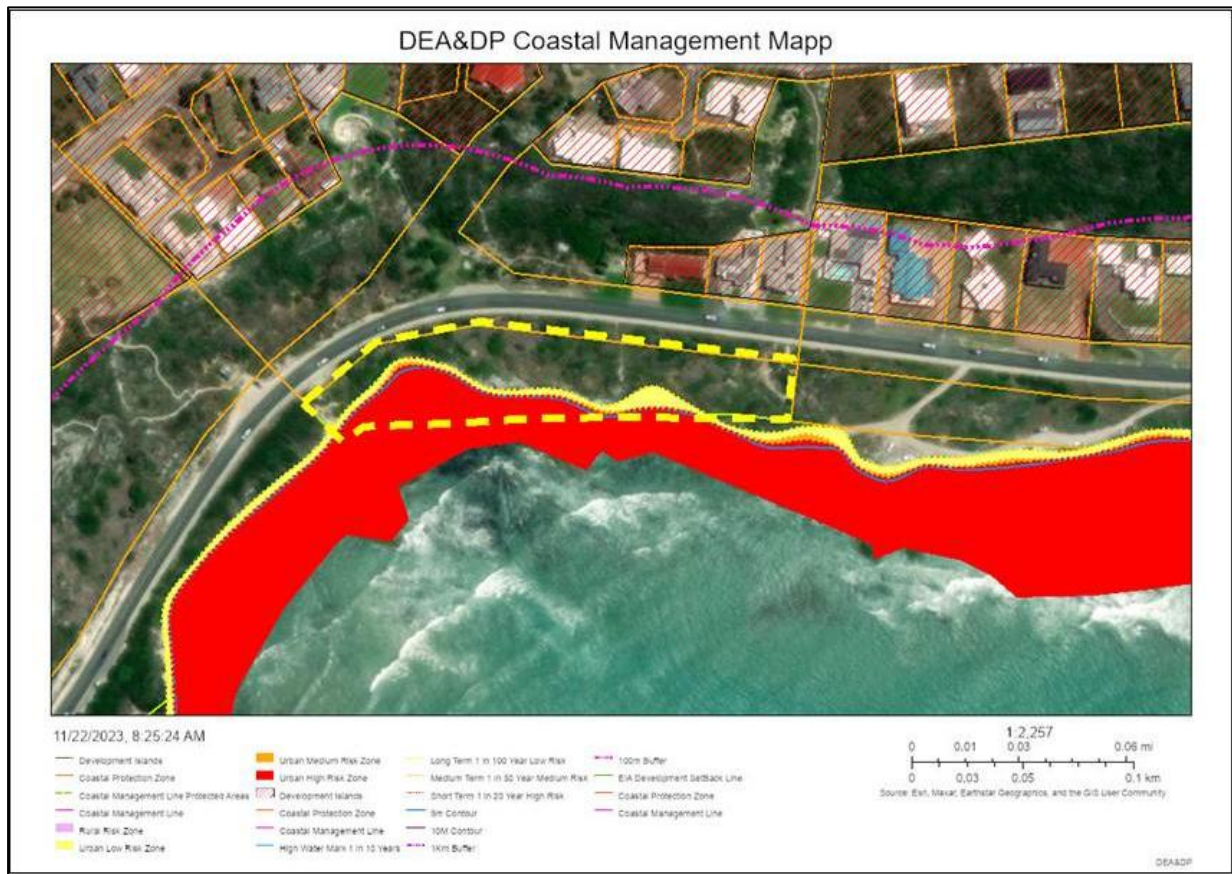 DEA&DP Coastal Management Mapp
11/22/2023, 8:25:24 AM
Development Islands
Coastal Protection Zone
Coastal Management Line Protected Areas
Coastal Management Line
Rural Risk Zone
Urban Low Risk Zone
Urban Medium Risk Zone
Urban High Risk Zone
Development Islands
Coastal Protection Zone
Coastal Management Line
High Water Mark 1 in 10 Years
Long Term 1 in 100 Year Low Risk
Medium Term 1 in 50 Year Medium Risk
Short Term 1 in 20 Year High Risk
5m Contour
10M Contour
1Km Buffer
100m Buffer
EIA Development SetBack Line
Coastal Protection Zone
Coastal Management Line
1:2,257
0 0.01 0.03 0.06 mi
0 0.03 0.05 0.1 km
Source: Esri, Maxar, Earthstar Geographics, and the GIS User Community
DEA&DP